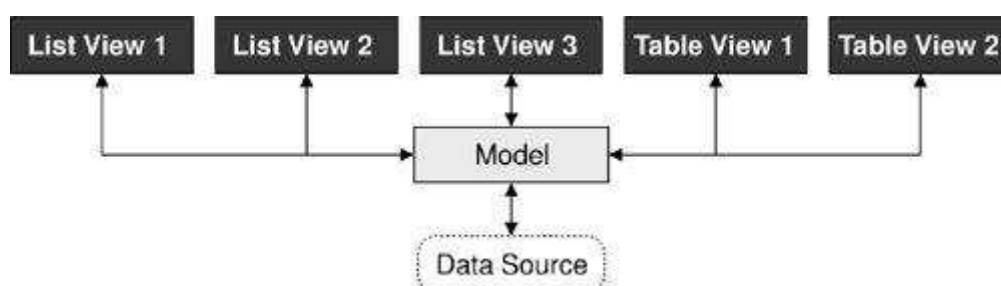 List View 1
List View 2
List View 3
Table View 1
Table View 2
Model
Data Source